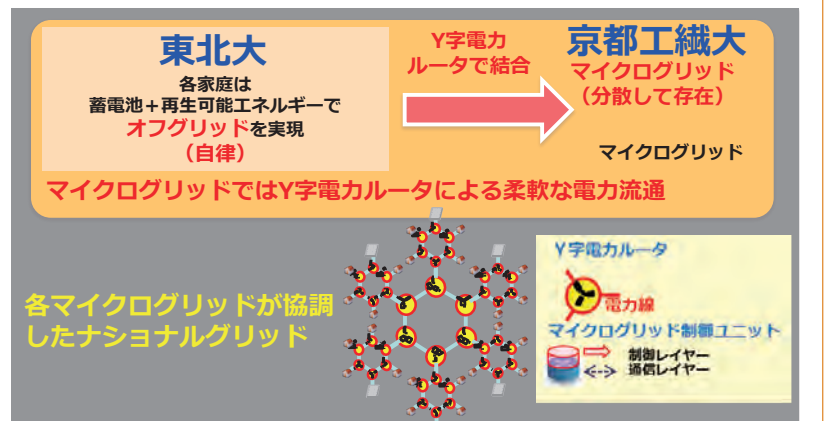 東北大
各家庭は
蓄電池＋再生可能エネルギーで
オフグリッドを実現
（自律）
Y字電力
ルータで結合
京都工繊大
マイクログリッド
（分散して存在）
マイクログリッド
マイクログリッドではY字電力ルータによる柔軟な電力流通
各マイクログリッドが協調
したナショナルグリッド
Y字電力ルータ
電力線
マイクログリッド制御ユニット
制御レイヤー
通信レイヤー